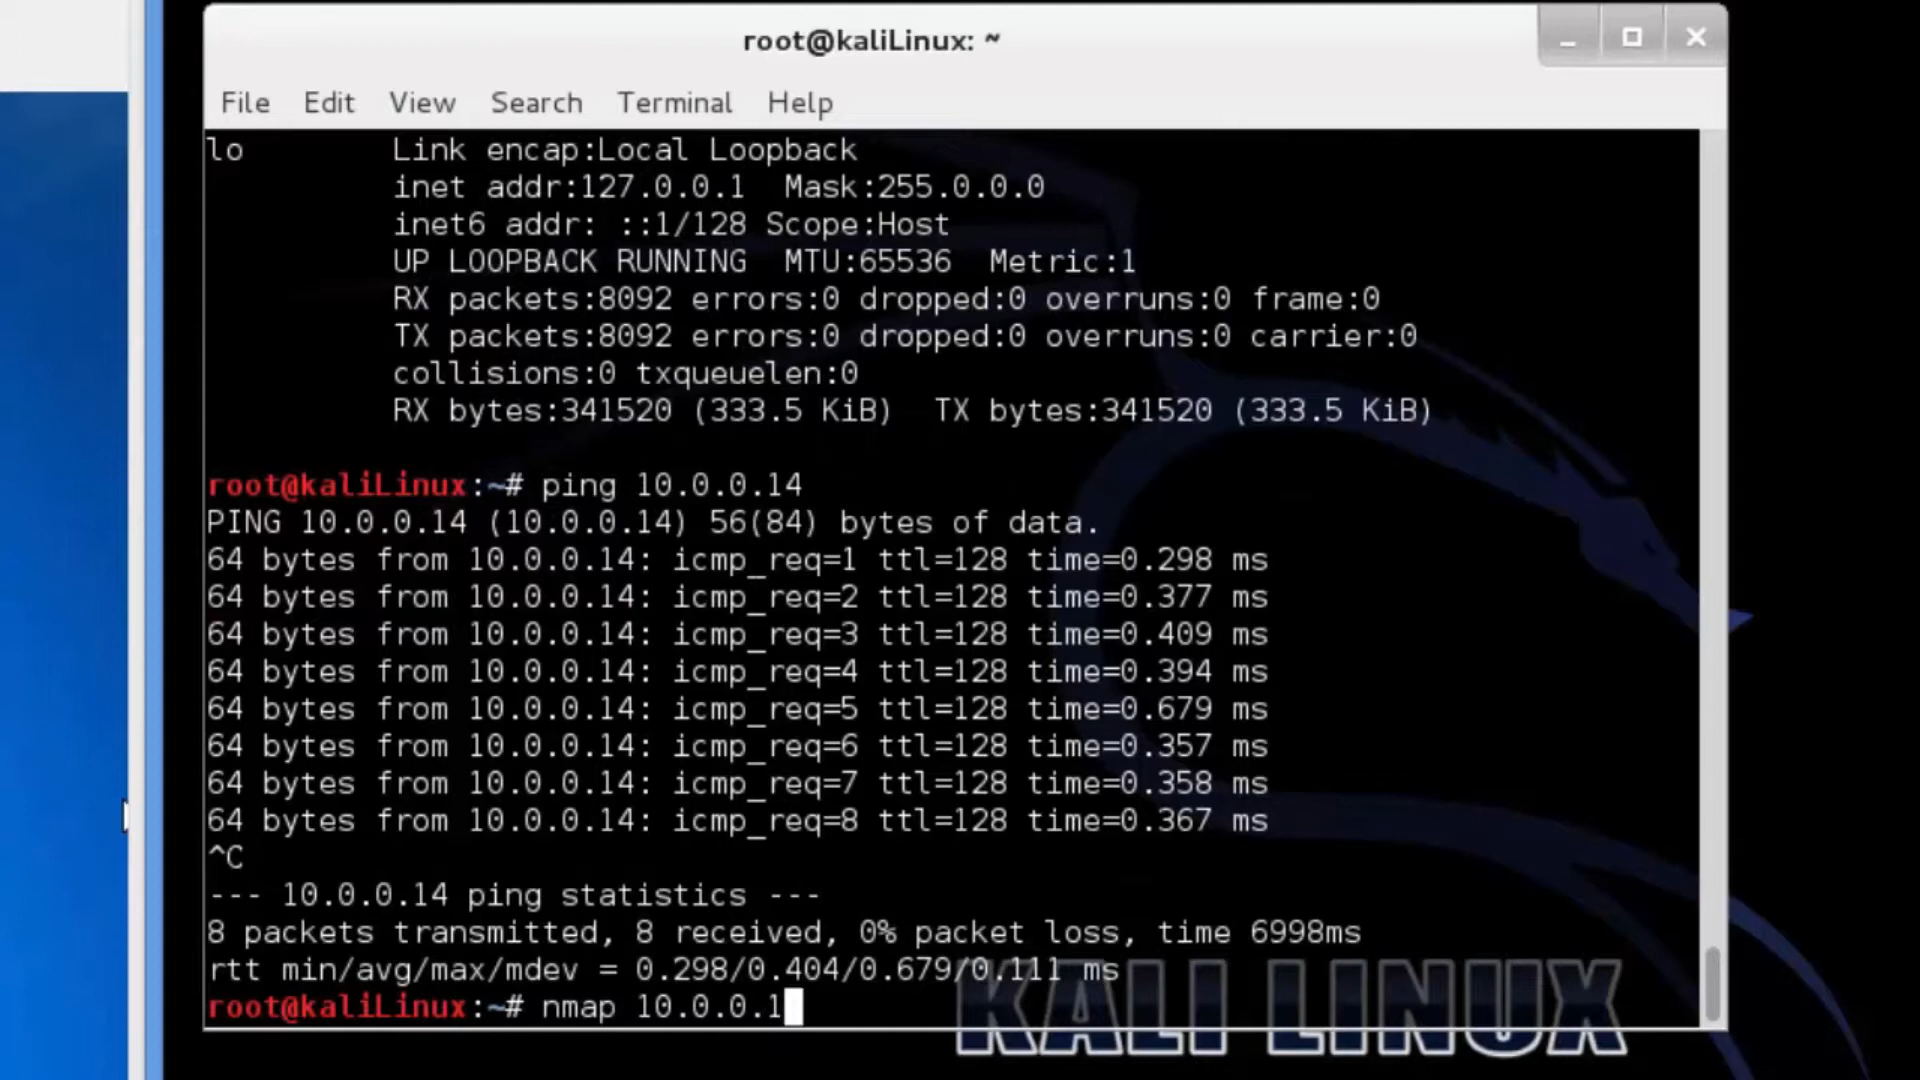 root@kaliLinux: ~
File Edit View Search Terminal Help
lo        Link encap:Local Loopback
          inet addr:127.0.0.1  Mask:255.0.0.0
          inet6 addr: ::1/128 Scope:Host
          UP LOOPBACK RUNNING  MTU:65536  Metric:1
          RX packets:8092 errors:0 dropped:0 overruns:0 frame:0
          TX packets:8092 errors:0 dropped:0 overruns:0 carrier:0
          collisions:0 txqueuelen:0
          RX bytes:341520 (333.5 KiB)  TX bytes:341520 (333.5 KiB)
root@kaliLinux:~# ping 10.0.0.14
PING 10.0.0.14 (10.0.0.14) 56(84) bytes of data.
64 bytes from 10.0.0.14: icmp_req=1 ttl=128 time=0.298 ms
64 bytes from 10.0.0.14: icmp_req=2 ttl=128 time=0.377 ms
64 bytes from 10.0.0.14: icmp_req=3 ttl=128 time=0.409 ms
64 bytes from 10.0.0.14: icmp_req=4 ttl=128 time=0.394 ms
64 bytes from 10.0.0.14: icmp_req=5 ttl=128 time=0.679 ms
64 bytes from 10.0.0.14: icmp_req=6 ttl=128 time=0.357 ms
64 bytes from 10.0.0.14: icmp_req=7 ttl=128 time=0.358 ms
64 bytes from 10.0.0.14: icmp_req=8 ttl=128 time=0.367 ms
^C
--- 10.0.0.14 ping statistics ---
8 packets transmitted, 8 received, 0% packet loss, time 6998ms
rtt min/avg/max/mdev = 0.298/0.404/0.679/0.111 ms
root@kaliLinux:~# nmap 10.0.0.1
KALI LINUX